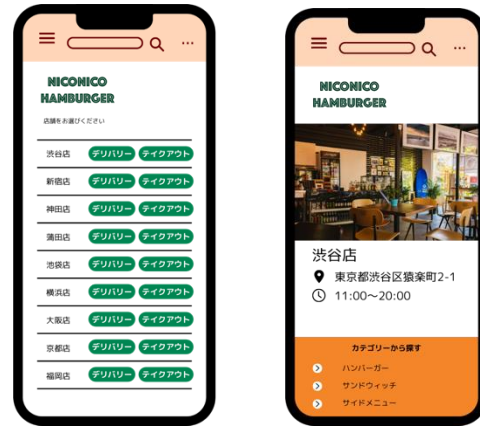 NICONICO
HAMBURGER
店舗をお選びください
渋谷店 デリバリー テイクアウト
新宿店 デリバリー テイクアウト
神田店 デリバリー テイクアウト
蒲田店 デリバリー テイクアウト
池袋店 デリバリー テイクアウト
横浜店 デリバリー テイクアウト
大阪店 デリバリー テイクアウト
京都店 デリバリー テイクアウト
福岡店 デリバリー テイクアウト
NICONICO
HAMBURGER
渋谷店
東京都渋谷区猿楽町2-1
11:00～20:00
カテゴリーから探す
ハンバーガー
サンドウィッチ
サイドメニュー